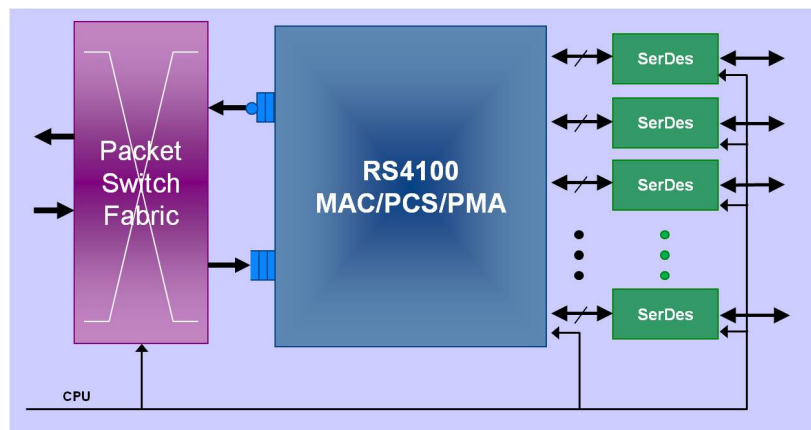 Packet
Switch
Fabric
RS4100
MAC/PCS/PMA
SerDes
SerDes
SerDes
SerDes
CPU